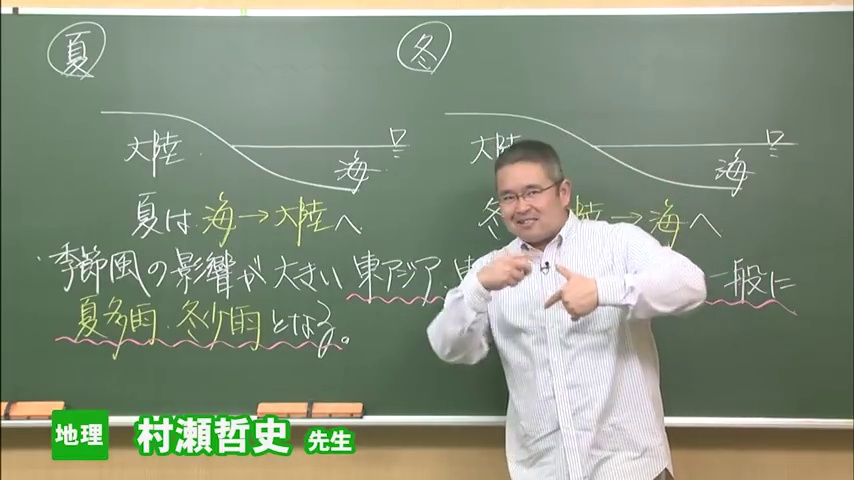 夏
冬
大陸
海
大陸
海
夏は 海→大陸へ
冬 陸→海へ
季節風の影響が大きい 東アジア・東 一般に
夏多雨・冬少雨となる。
地理 村瀬哲史 先生